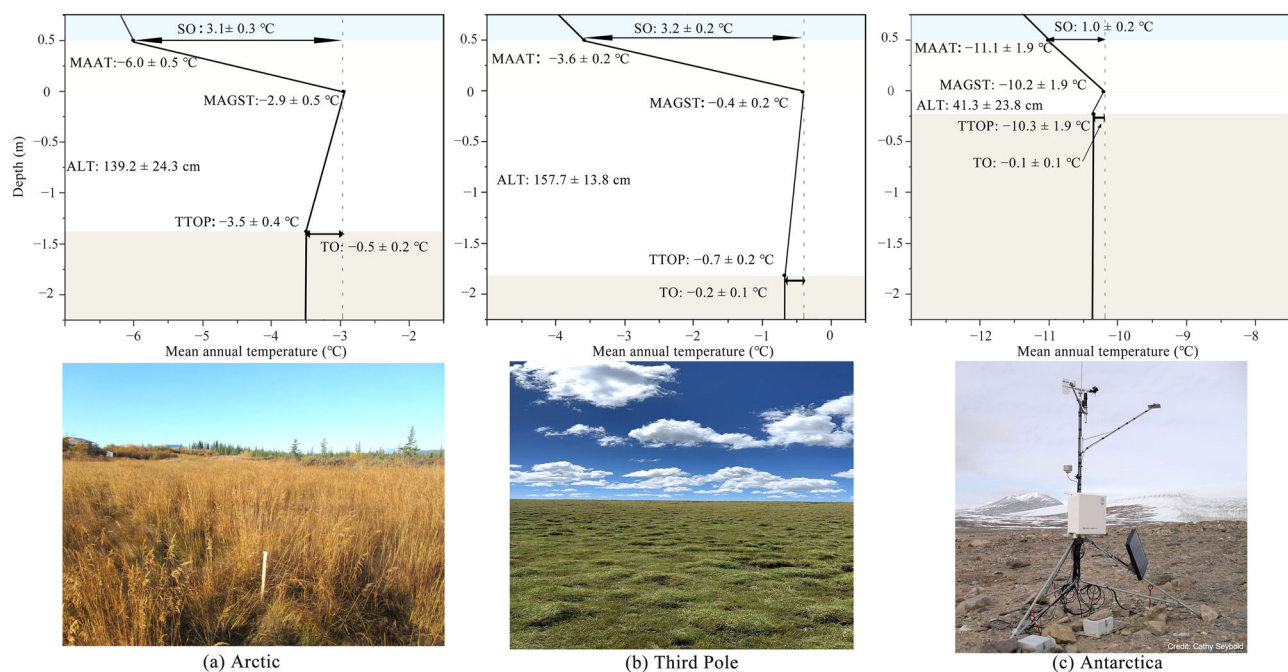 SO: 3.1± 0.3 ℃
0.5
MAAT:−6.0 ± 0.5 ℃
0
MAGST:−2.9 ± 0.5 ℃
Depth (m)
−0.5
ALT: 139.2 ± 24.3 cm
−1
TTOP: −3.5 ± 0.4 ℃
−1.5
TO: −0.5 ± 0.2 ℃
−2
−6 −5 −4 −3 −2
Mean annual temperature (℃)
SO: 3.2 ± 0.2 ℃
0.5
MAAT: −3.6 ± 0.2 ℃
0
MAGST: −0.4 ± 0.2 ℃
−0.5
ALT: 157.7 ± 13.8 cm
−1
−1.5
TTOP: −0.7 ± 0.2 ℃
TO: −0.2 ± 0.1 ℃
−2
−4 −3 −2 −1 0
Mean annual temperature (℃)
SO: 1.0 ± 0.2 ℃
0.5
MAAT: −11.1 ± 1.9 ℃
MAGST: −10.2 ± 1.9 ℃
0
ALT: 41.3 ± 23.8 cm
TTOP: −10.3 ± 1.9 ℃
−0.5
TO: −0.1 ± 0.1 ℃
−1
−1.5
−2
−12 −11 −10 −9 −8
Mean annual temperature (℃)
Credit: Cathy Seybold
(a) Arctic
(b) Third Pole
(c) Antarctica